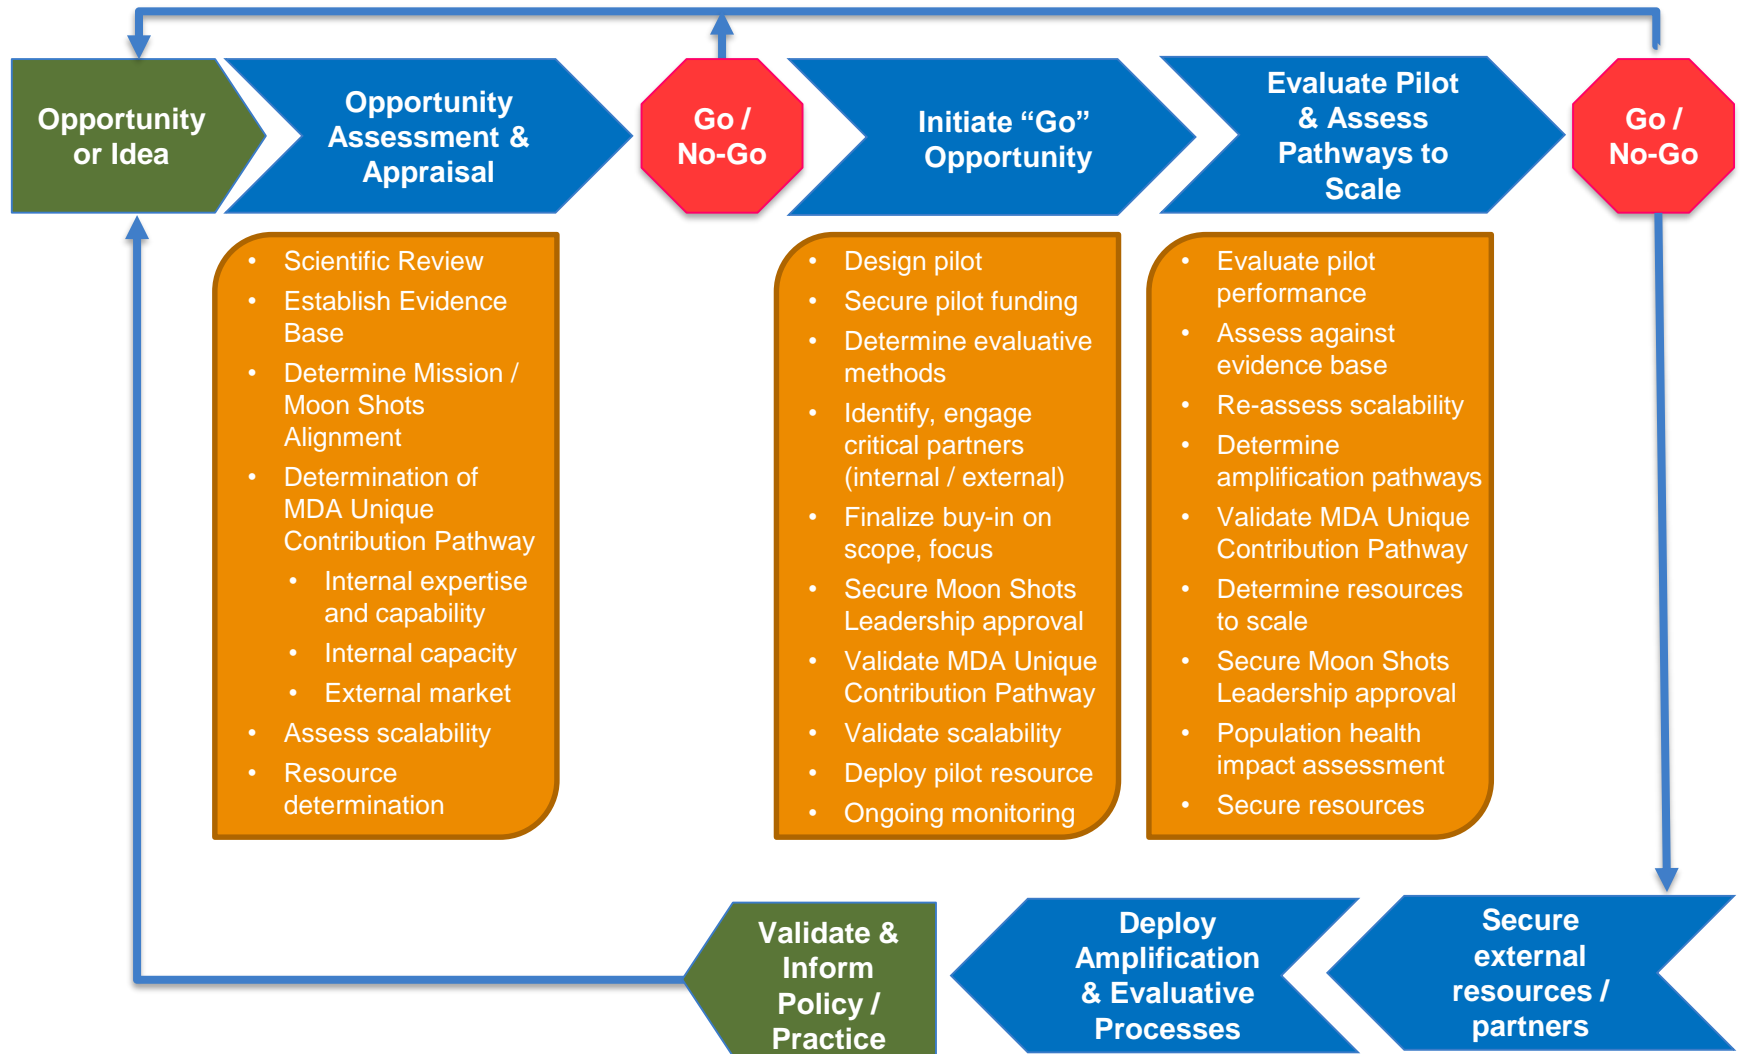 Opportunity
or Idea
Opportunity
Assessment &
Appraisal
Go /
No-Go
Initiate “Go”
Opportunity
Evaluate Pilot
& Assess
Pathways to
Scale
Go /
No-Go
• Scientific Review
• Establish Evidence
Base
• Determine Mission /
Moon Shots
Alignment
• Determination of
MDA Unique
Contribution Pathway
• Internal expertise
and capability
• Internal capacity
• External market
• Assess scalability
• Resource
determination
• Design pilot
• Secure pilot funding
• Determine evaluative
methods
• Identify, engage
critical partners
(internal / external)
• Finalize buy-in on
scope, focus
• Secure Moon Shots
Leadership approval
• Validate MDA Unique
Contribution Pathway
• Validate scalability
• Deploy pilot resource
• Ongoing monitoring
• Evaluate pilot
performance
• Assess against
evidence base
• Re-assess scalability
• Determine
amplification pathways
• Validate MDA Unique
Contribution Pathway
• Determine resources
to scale
• Secure Moon Shots
Leadership approval
• Population health
impact assessment
• Secure resources
Secure
external
resources /
partners
Deploy
Amplification
& Evaluative
Processes
Validate &
Inform
Policy /
Practice